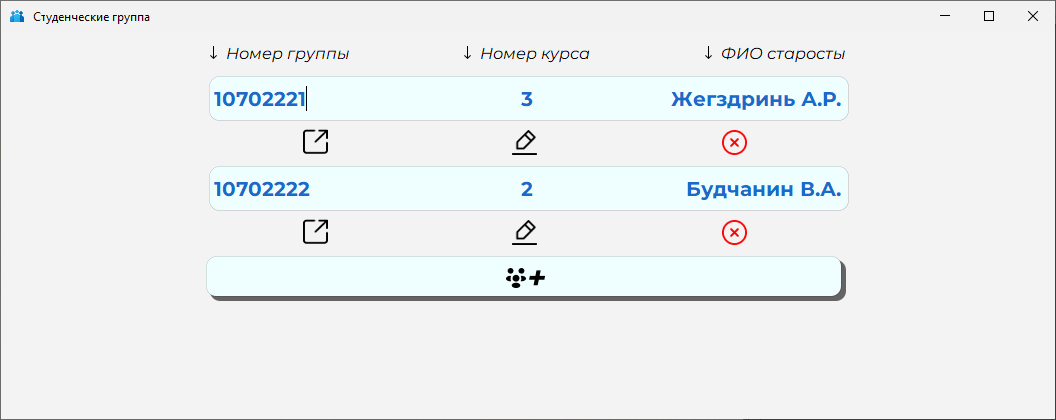 Студенческие группа
↓ Номер группы ↓ Номер курса ↓ ФИО старосты
10702221 3 Жегздринь А.Р.
10702222 2 Будчанин В.А.